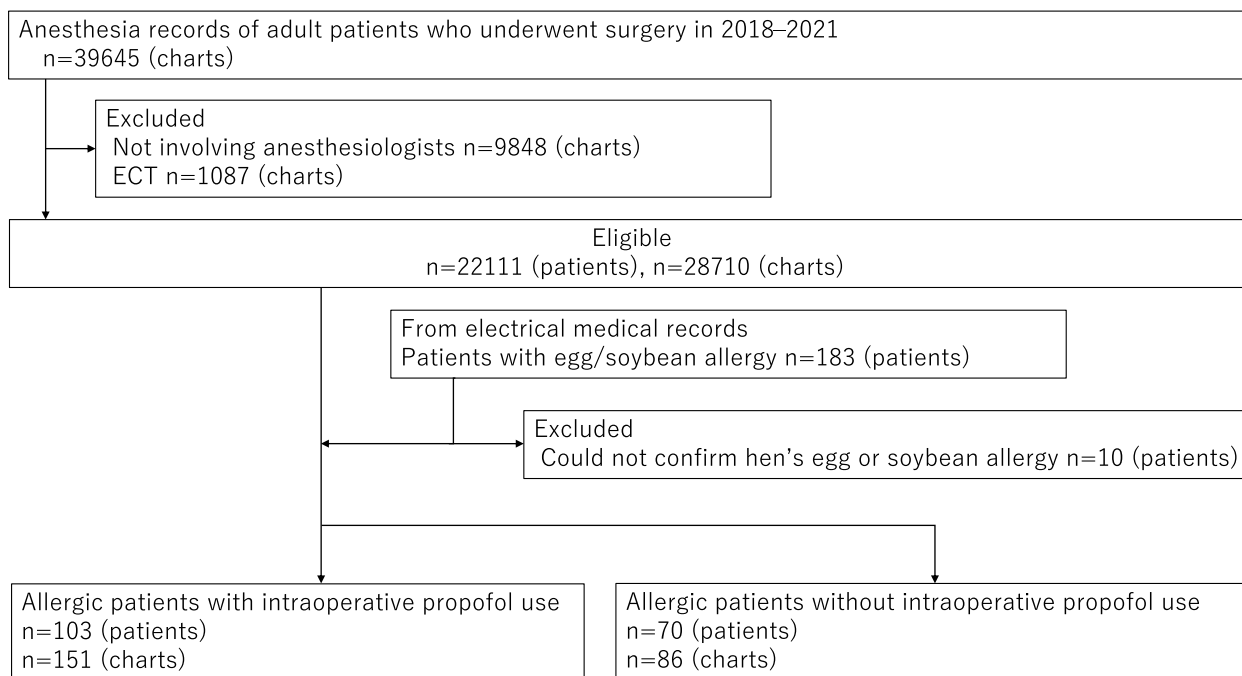 Anesthesia records of adult patients who underwent surgery in 2018–2021
n=39645 (charts)
Excluded
Not involving anesthesiologists n=9848 (charts)
ECT n=1087 (charts)
Eligible
n=22111 (patients), n=28710 (charts)
From electrical medical records
Patients with egg/soybean allergy n=183 (patients)
Excluded
Could not confirm hen’s egg or soybean allergy n=10 (patients)
Allergic patients with intraoperative propofol use
n=103 (patients)
n=151 (charts)
Allergic patients without intraoperative propofol use
n=70 (patients)
n=86 (charts)